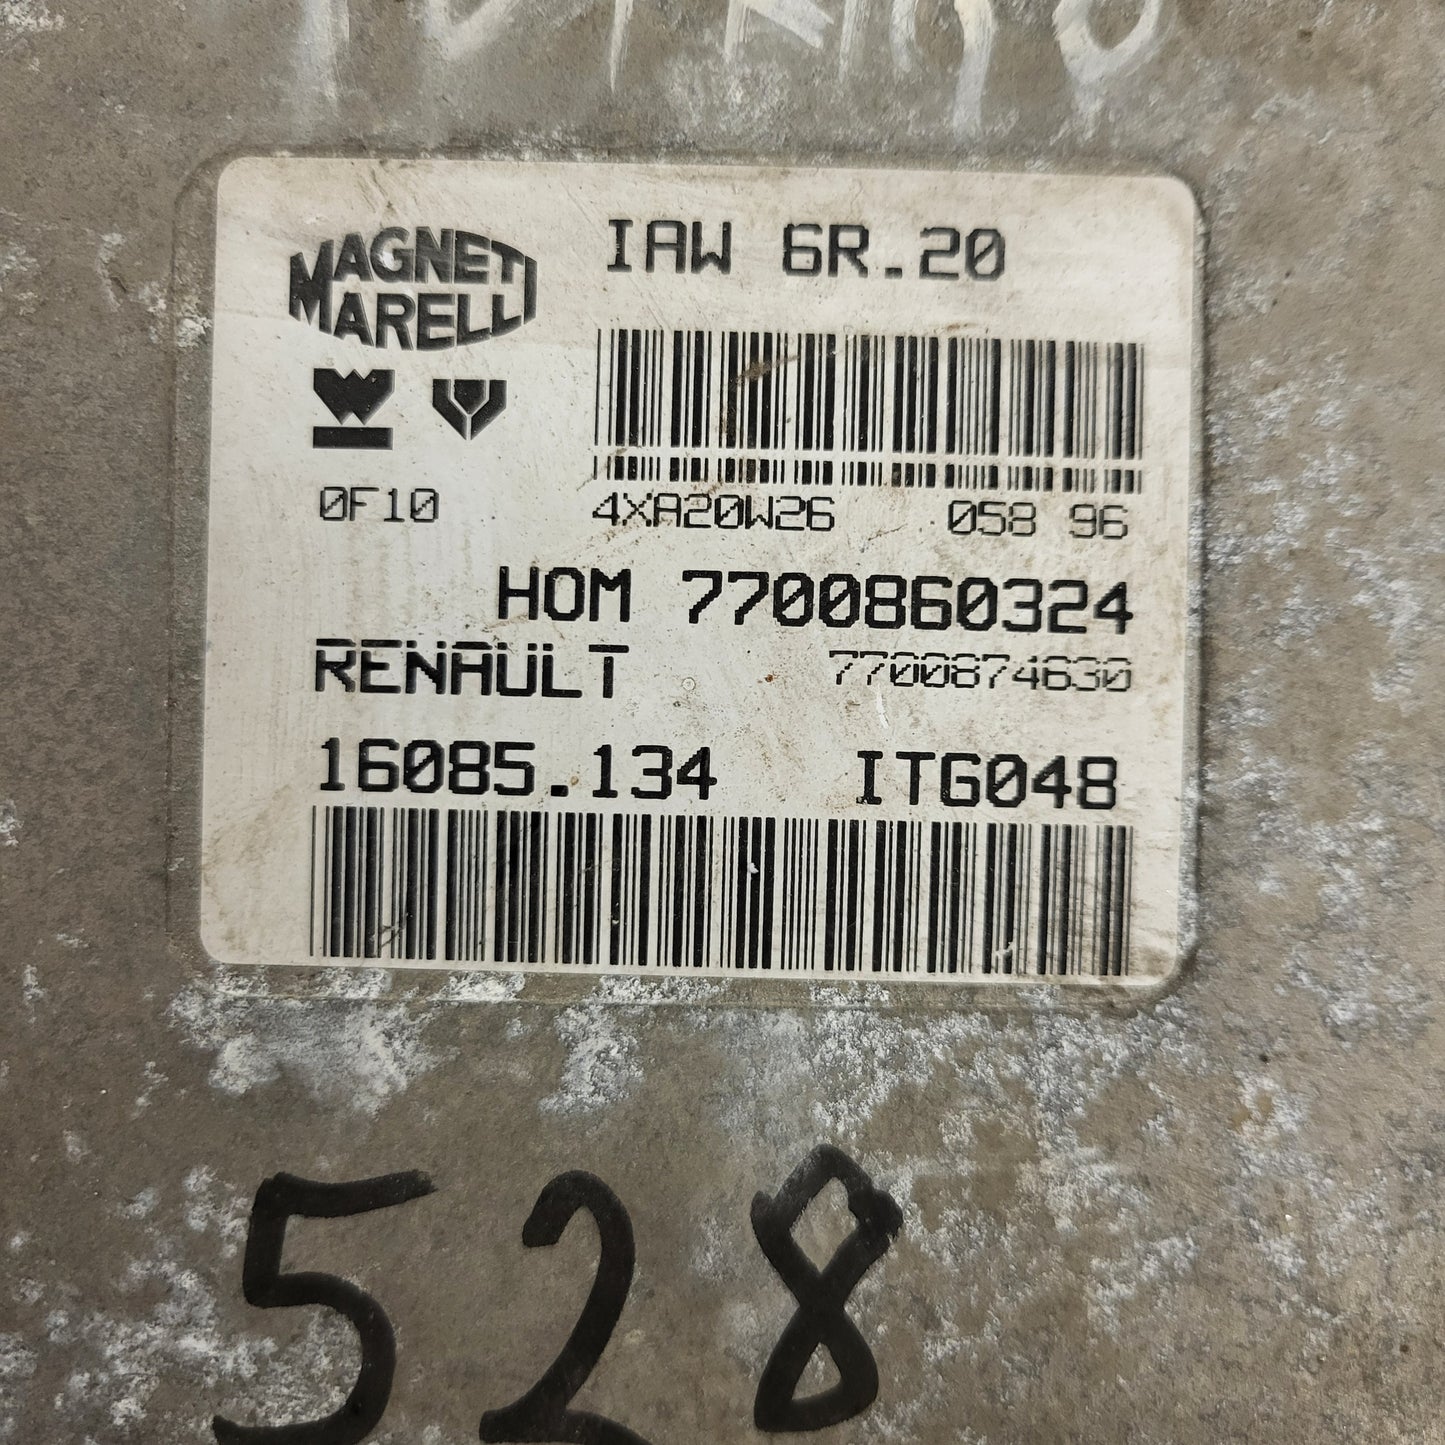 MAGNETI
MARELLI
IAW 6R.20
0F10
4XA20W26 058 96
HOM 7700860324
RENAULT 7700874630
16085.134 ITG048
528